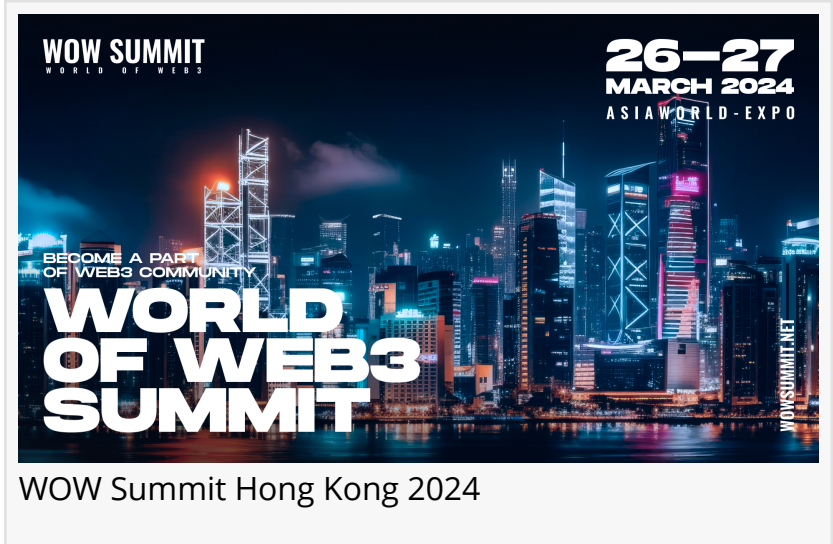 WOW SUMMIT
WORLD OF WEB3
26–27
MARCH 2024
ASIAWORLD-EXPO
BECOME A PART
OF WEB3 COMMUNITY
WORLD
OF WEB3
SUMMIT
WOWSUMMIT.NET
WOW Summit Hong Kong 2024